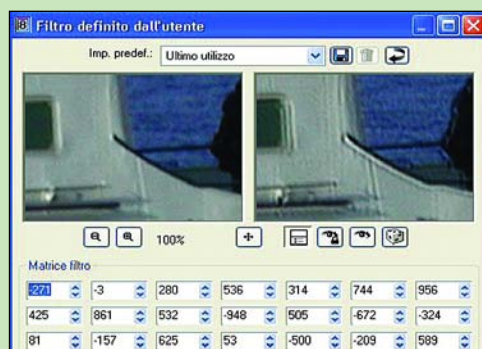 Filtro definito dall'utente
Imp. predef.: Ultimo utilizzo
100%
Matrice filtro
-271 -3 280 536 314 744 956
425 861 532 -948 505 -672 -324
81 -157 625 53 -500 -209 589